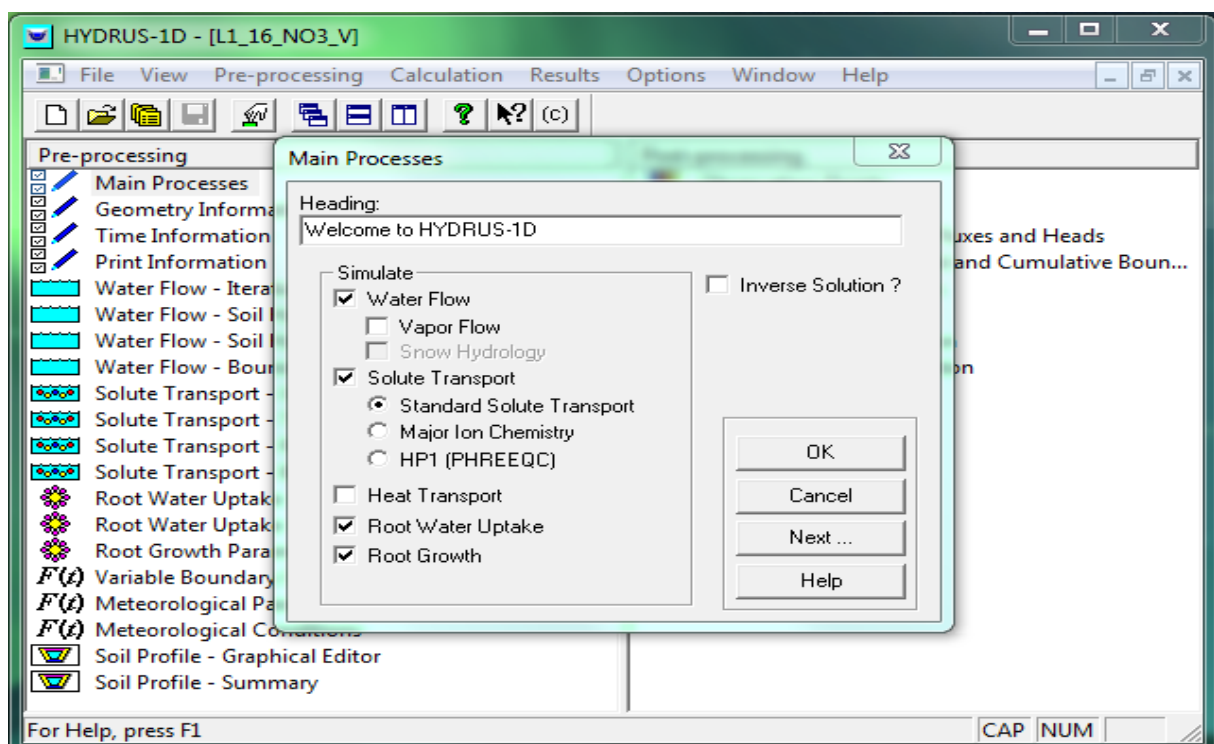 HYDRUS-1D - [L1_16_NO3_V]
File View Pre-processing Calculation Results Options Window Help
(c)
Pre-processing
Main Processes
Geometry Informa
Time Information
Print Information
Water Flow - Itera
Water Flow - Soil
Water Flow - Soil
Water Flow - Boun
Solute Transport -
Solute Transport -
Solute Transport -
Solute Transport -
Root Water Uptak
Root Water Uptak
Root Growth Para
F(t) Variable Boundary
F(t) Meteorological Pa
F(t) Meteorological Conditions
Soil Profile - Graphical Editor
Soil Profile - Summary
uxes and Heads
and Cumulative Boun...
on
Main Processes
Heading:
Welcome to HYDRUS-1D
Simulate
Water Flow
Vapor Flow
Snow Hydrology
Solute Transport
Standard Solute Transport
Major Ion Chemistry
HP1 (PHREEQC)
Heat Transport
Root Water Uptake
Root Growth
Inverse Solution ?
OK
Cancel
Next ...
Help
For Help, press F1
CAP NUM